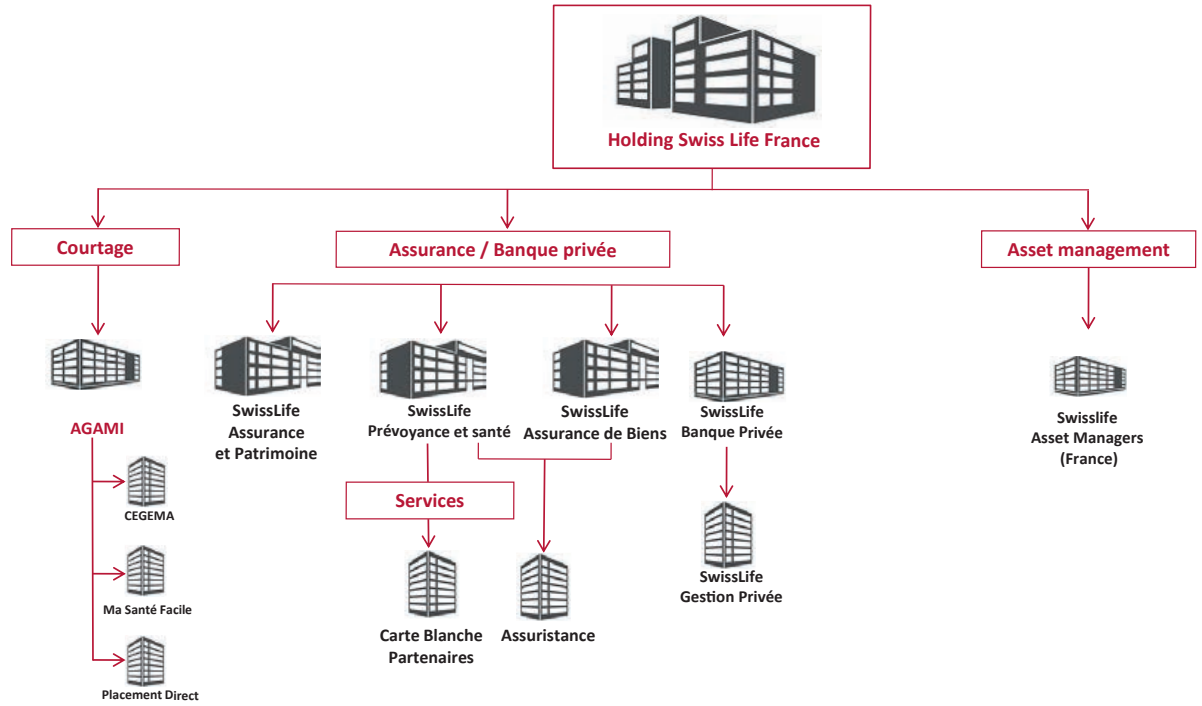 Holding Swiss Life France
Courtage
Assurance / Banque privée
Asset management
AGAMI
SwissLife
Assurance
et Patrimoine
SwissLife
Prévoyance et santé
SwissLife
Assurance de Biens
SwissLife
Banque Privée
Swisslife
Asset Managers
(France)
CEGEMA
Services
Ma Santé Facile
Carte Blanche
Partenaires
Assuristance
SwissLife
Gestion Privée
Placement Direct